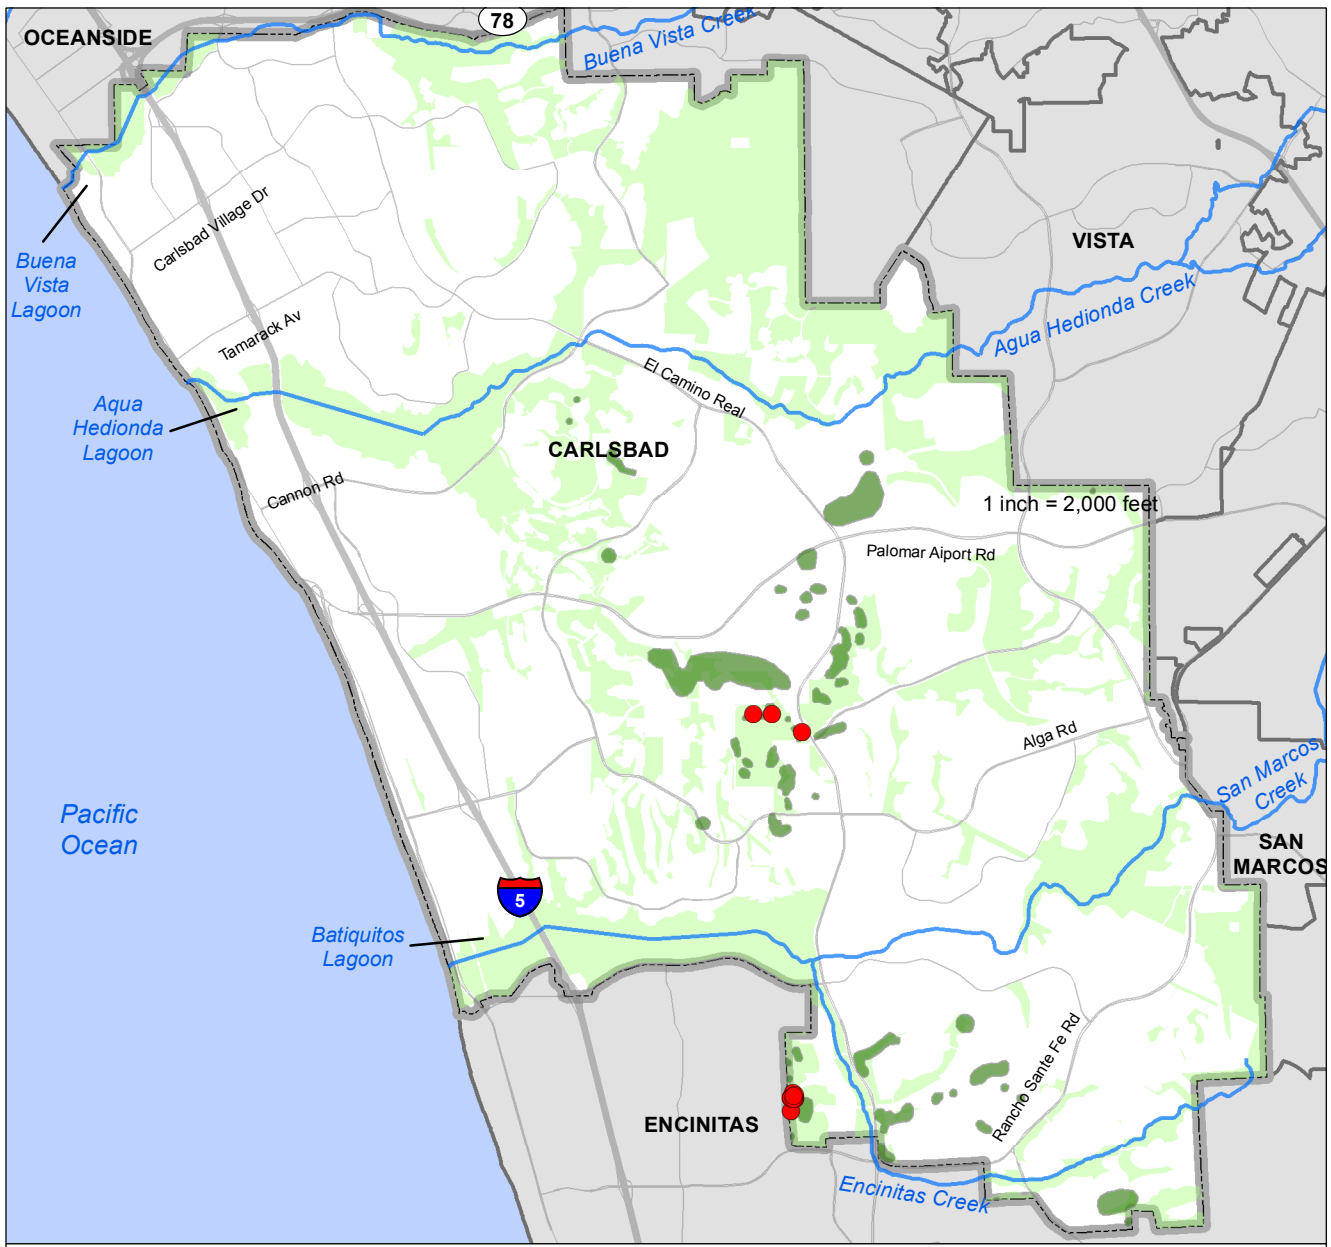 78
OCEANSIDE
Buena Vista Creek
Carlsbad Village Dr
VISTA
Buena
Vista
Lagoon
Agua Hedionda Creek
Tamarack Av
El Camino Real
Aqua
Hedionda
Lagoon
CARLSBAD
Cannon Rd
1 inch = 2,000 feet
Palomar Aiport Rd
Alga Rd
San Marcos
Creek
Pacific
Ocean
SAN
MARCOS
5
Batiquitos
Lagoon
Rancho Sante Fe Rd
ENCINITAS
Encinitas Creek